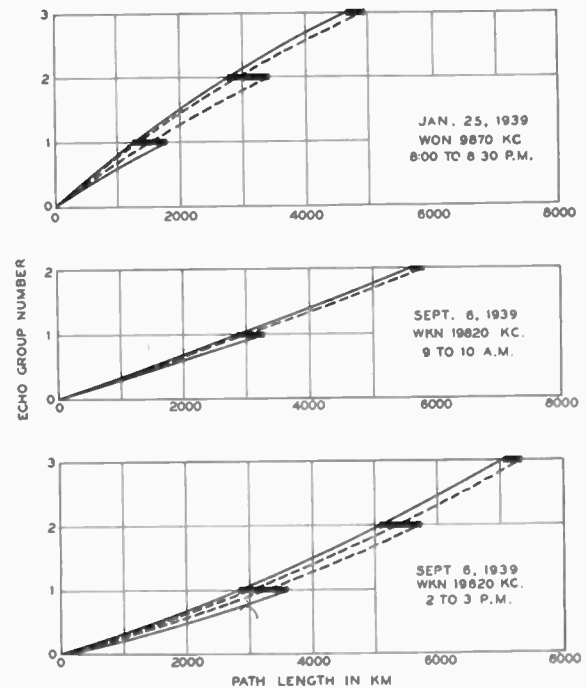 3
2
1
0
0
2000
4000
6000
8000
JAN. 25, 1939
WON 9870 KC
8:00 TO 8 30 P.M.
ECHO GROUP NUMBER
2
1
0
0
2000
4000
6000
8000
SEPT. 6, 1939
WKN 19820 KC.
9 TO 10 A.M.
3
2
1
0
0
2000
4000
6000
8000
SEPT 6, 1939
WKN 19820 KC.
2 TO 3 P.M.
PATH LENGTH IN KM